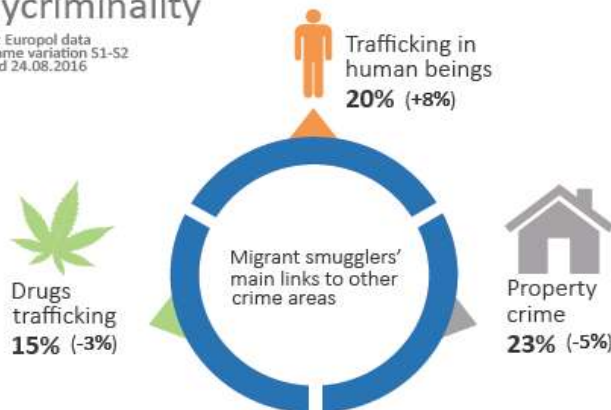 ycriminality
Europol data
ame variation S1-S2
d 24.08.2016
Trafficking in
human beings
20% (+8%)
Migrant smugglers'
main links to other
crime areas
Drugs
trafficking
15% (-3%)
Property
crime
23% (-5%)